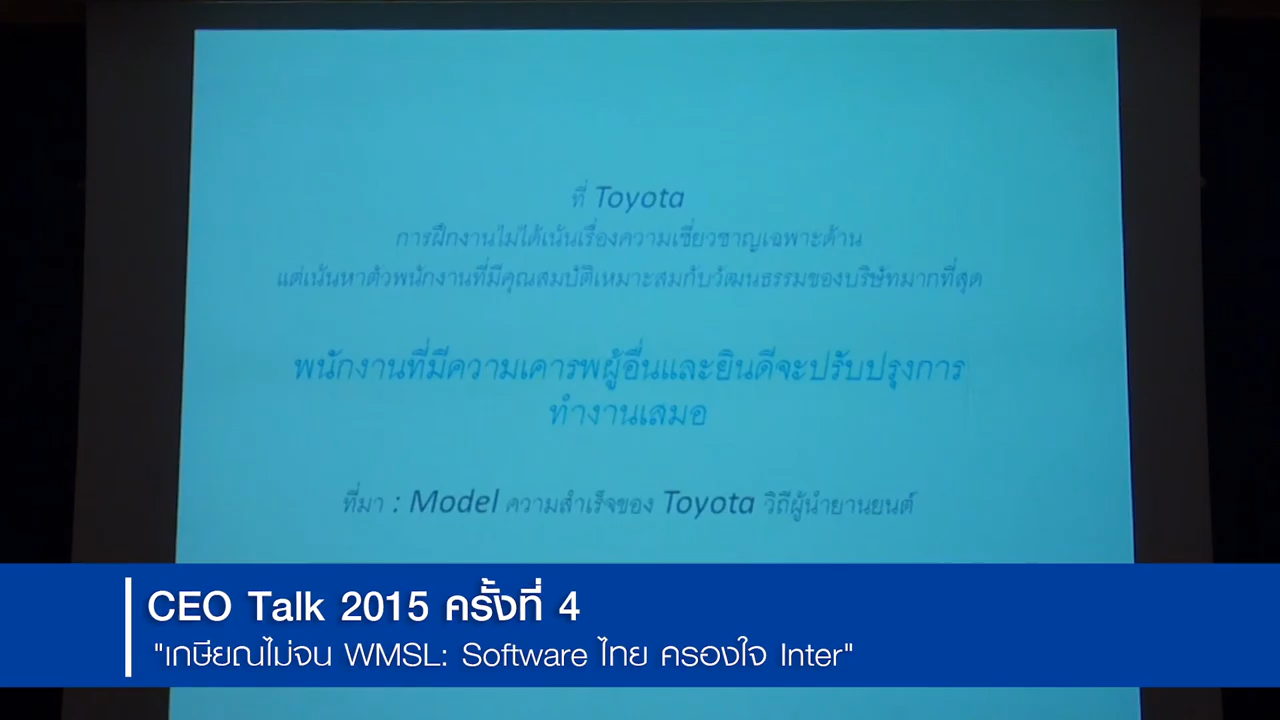 ที่ Toyota
การฝึกงานไม่ได้เน้นเรื่องความเชี่ยวชาญเฉพาะด้าน
แต่เน้นหาตัวพนักงานที่มีคุณสมบัติเหมาะสมกับวัฒนธรรมของบริษัทมากที่สุด
พนักงานที่มีความเคารพผู้อื่นและยินดีจะปรับปรุงการ
ทำงานเสมอ
ที่มา : Model ความสำเร็จของ Toyota วิถีผู้นำยานยนต์
CEO Talk 2015 ครั้งที่ 4
"เกษียณไม่จน WMSL: Software ไทย ครองใจ Inter"